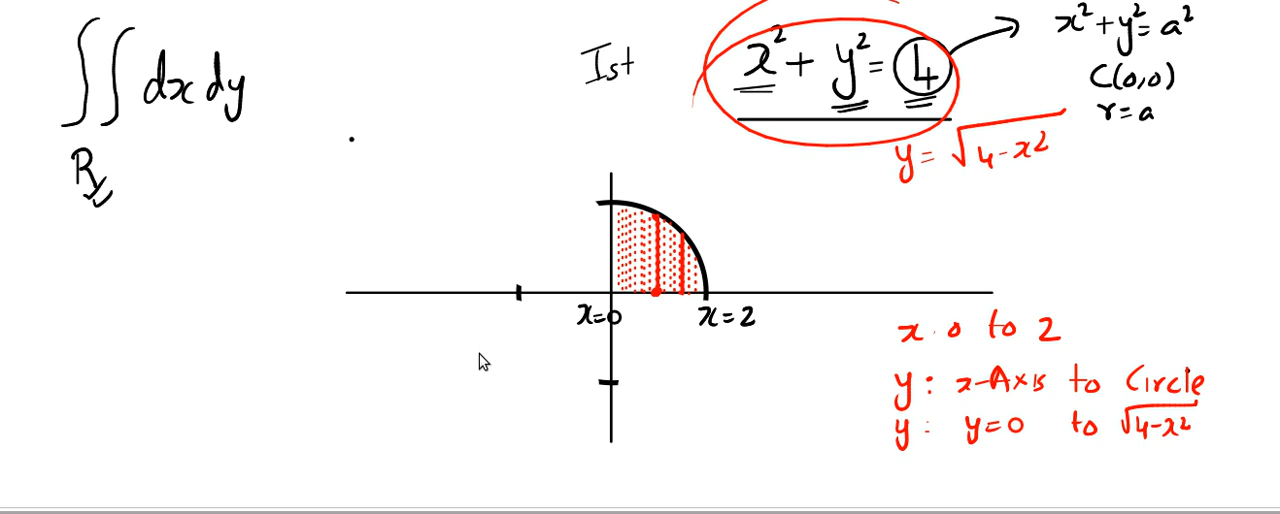 ∬ dx dy
R
Ist
x² + y² = 4
x² + y² = a²
C(0,0)
r = a
y = √4-x²
x=0
x=2
x 0 to 2
y : x-Axis to Circle
y : y=0 to √4-x²